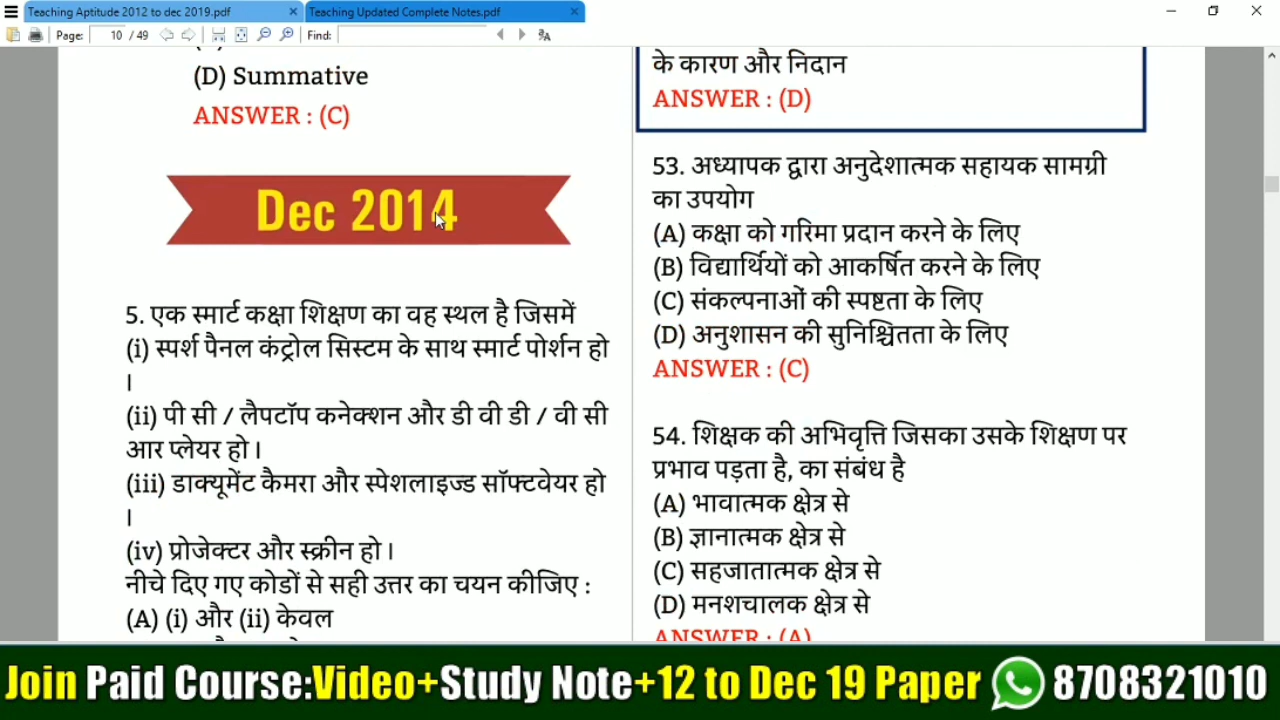 Teaching Aptitude 2012 to dec 2019.pdf
Teaching Updated Complete Notes.pdf
Page: 10 / 49 Find:
(D) Summative
ANSWER : (C)
Dec 2014
5. एक स्मार्ट कक्षा शिक्षण का वह स्थल है जिसमें
(i) स्पर्श पैनल कंट्रोल सिस्टम के साथ स्मार्ट पोर्शन हो
।
(ii) पी सी / लैपटॉप कनेक्शन और डी वी डी / वी सी
आर प्लेयर हो ।
(iii) डाक्यूमेंट कैमरा और स्पेशलाइज्ड सॉफ्टवेयर हो
।
(iv) प्रोजेक्टर और स्क्रीन हो ।
नीचे दिए गए कोडों से सही उत्तर का चयन कीजिए :
(A) (i) और (ii) केवल
के कारण और निदान
ANSWER : (D)
53. अध्यापक द्वारा अनुदेशात्मक सहायक सामग्री
का उपयोग
(A) कक्षा को गरिमा प्रदान करने के लिए
(B) विद्यार्थियों को आकर्षित करने के लिए
(C) संकल्पनाओं की स्पष्टता के लिए
(D) अनुशासन की सुनिश्चितता के लिए
ANSWER : (C)
54. शिक्षक की अभिवृत्ति जिसका उसके शिक्षण पर
प्रभाव पड़ता है, का संबंध है
(A) भावात्मक क्षेत्र से
(B) ज्ञानात्मक क्षेत्र से
(C) सहजातात्मक क्षेत्र से
(D) मनशचालक क्षेत्र से
ANSWER : (A)
Join Paid Course:Video+Study Note+12 to Dec 19 Paper 8708321010